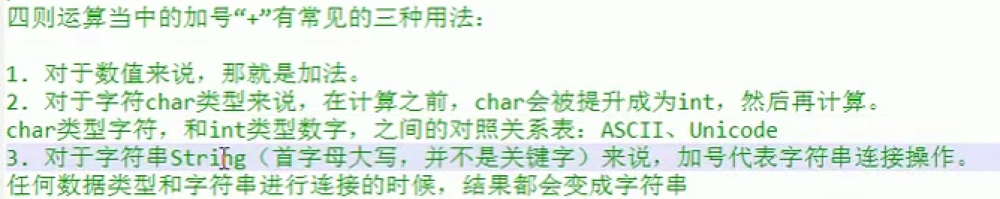 四则运算当中的加号“+”有常见的三种用法：
1. 对于数值来说，那就是加法。
2. 对于字符char类型来说，在计算之前，char会被提升成为int，然后再计算。
char类型字符，和int类型数字，之间的对照关系表：ASCII、Unicode
3. 对于字符串String（首字母大写，并不是关键字）来说，加号代表字符串连接操作。
任何数据类型和字符串进行连接的时候，结果都会变成字符串